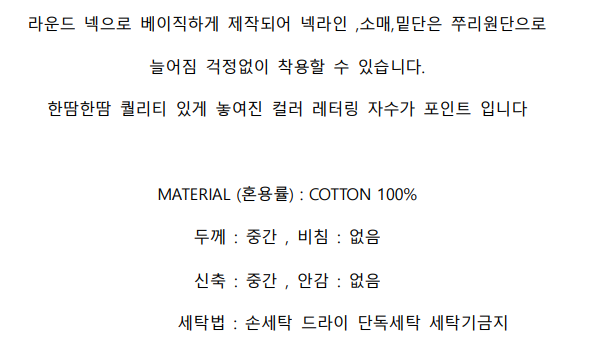 라운드 넥으로 베이직하게 제작되어 넥라인 ,소매,밑단은 쭈리원단으로
늘어짐 걱정없이 착용할 수 있습니다.
한땀한땀 퀄리티 있게 놓여진 컬러 레터링 자수가 포인트 입니다
MATERIAL (혼용률) : COTTON 100%
두께 : 중간 , 비침 : 없음
신축 : 중간 , 안감 : 없음
세탁법 : 손세탁 드라이 단독세탁 세탁기금지